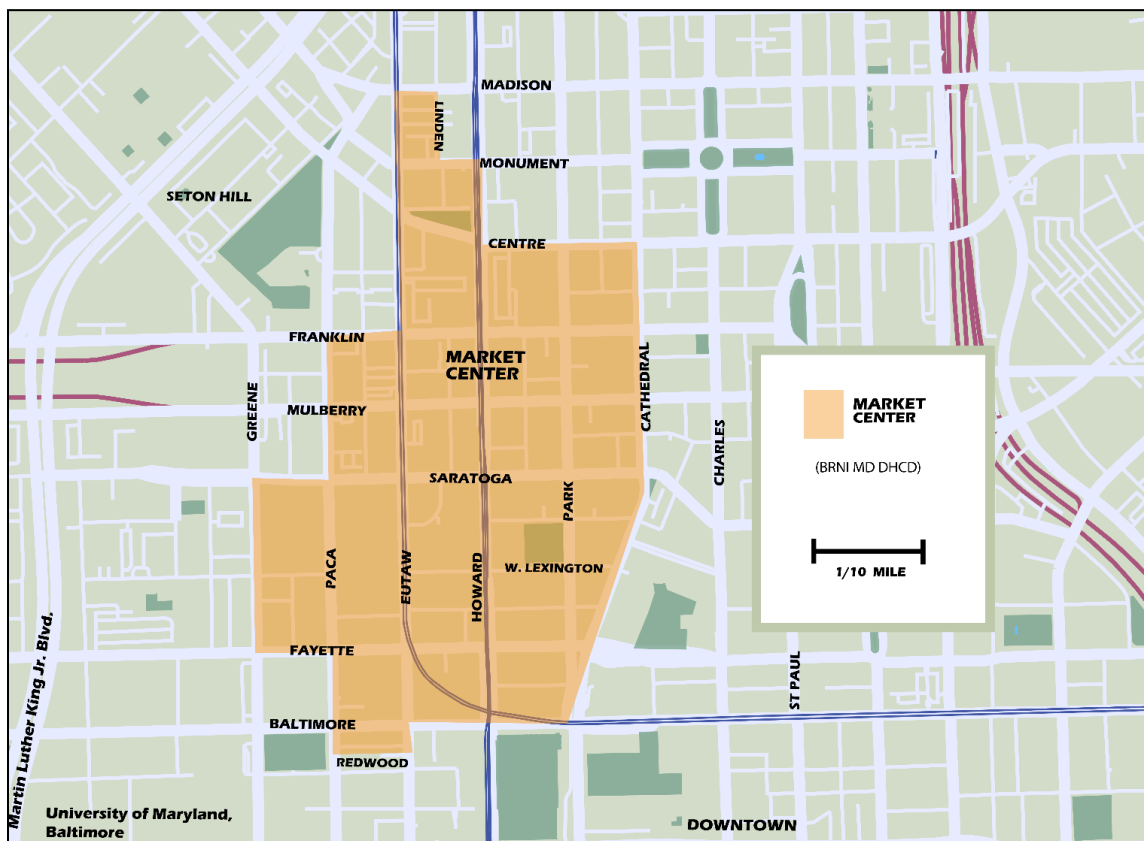 MADISON
LINDEN
MONUMENT
SETON HILL
CENTRE
FRANKLIN
MARKET
CENTER
GREENE
MULBERRY
CATHEDRAL
CHARLES
MARKET
CENTER
(BRNI MD DHCD)
SARATOGA
PARK
PACA
EUTAW
HOWARD
W. LEXINGTON
1/10 MILE
FAYETTE
ST PAUL
Martin Luther King Jr. Blvd.
BALTIMORE
REDWOOD
University of Maryland,
Baltimore
DOWNTOWN